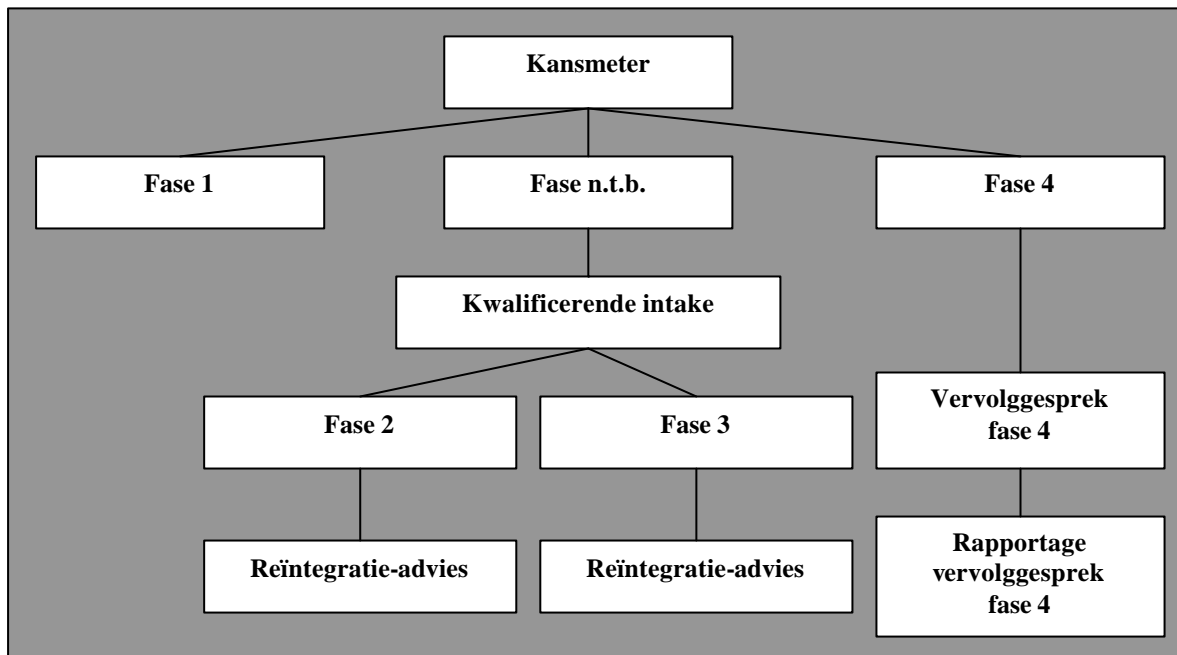 Kansmeter
Fase 1
Fase n.t.b.
Fase 4
Kwalificerende intake
Fase 2
Fase 3
Vervolggesprek
fase 4
Reïntegratie-advies
Reïntegratie-advies
Rapportage
vervolggesprek
fase 4